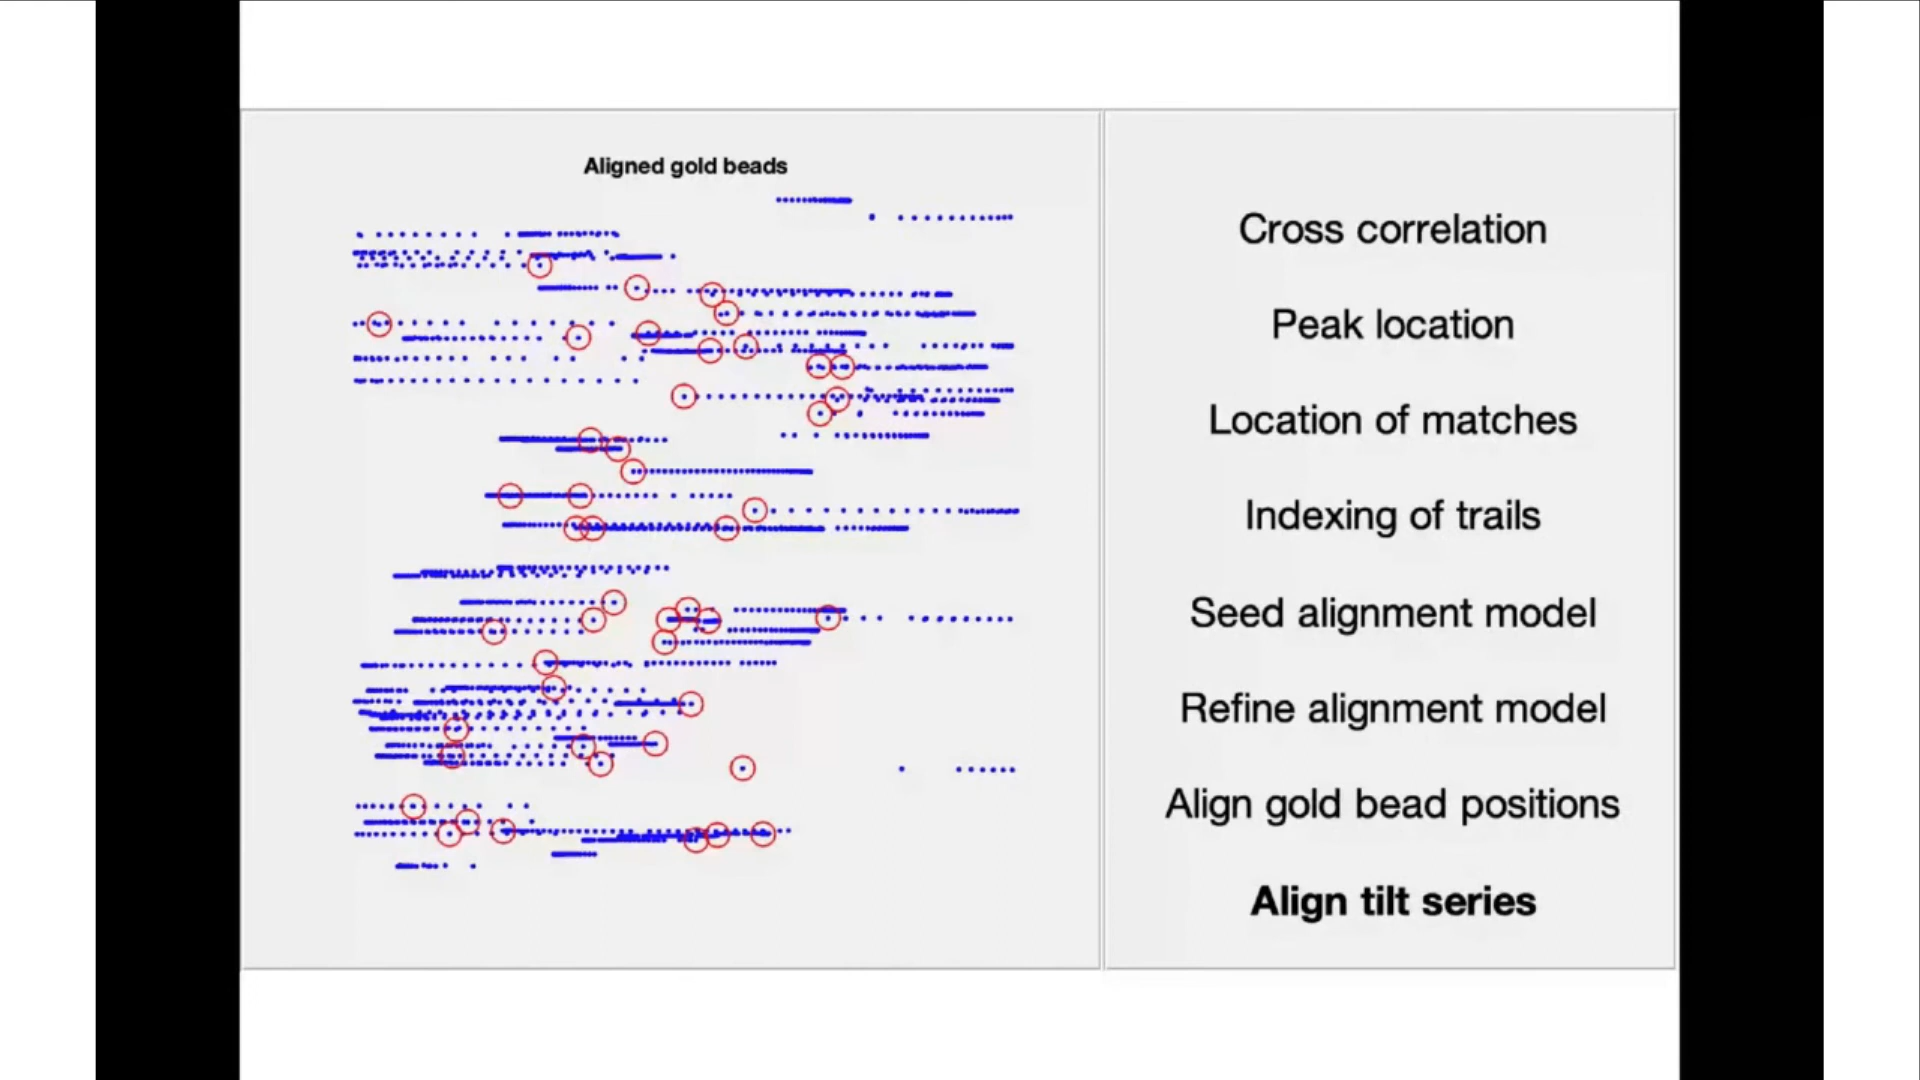 Aligned gold beads
Cross correlation
Peak location
Location of matches
Indexing of trails
Seed alignment model
Refine alignment model
Align gold bead positions
Align tilt series